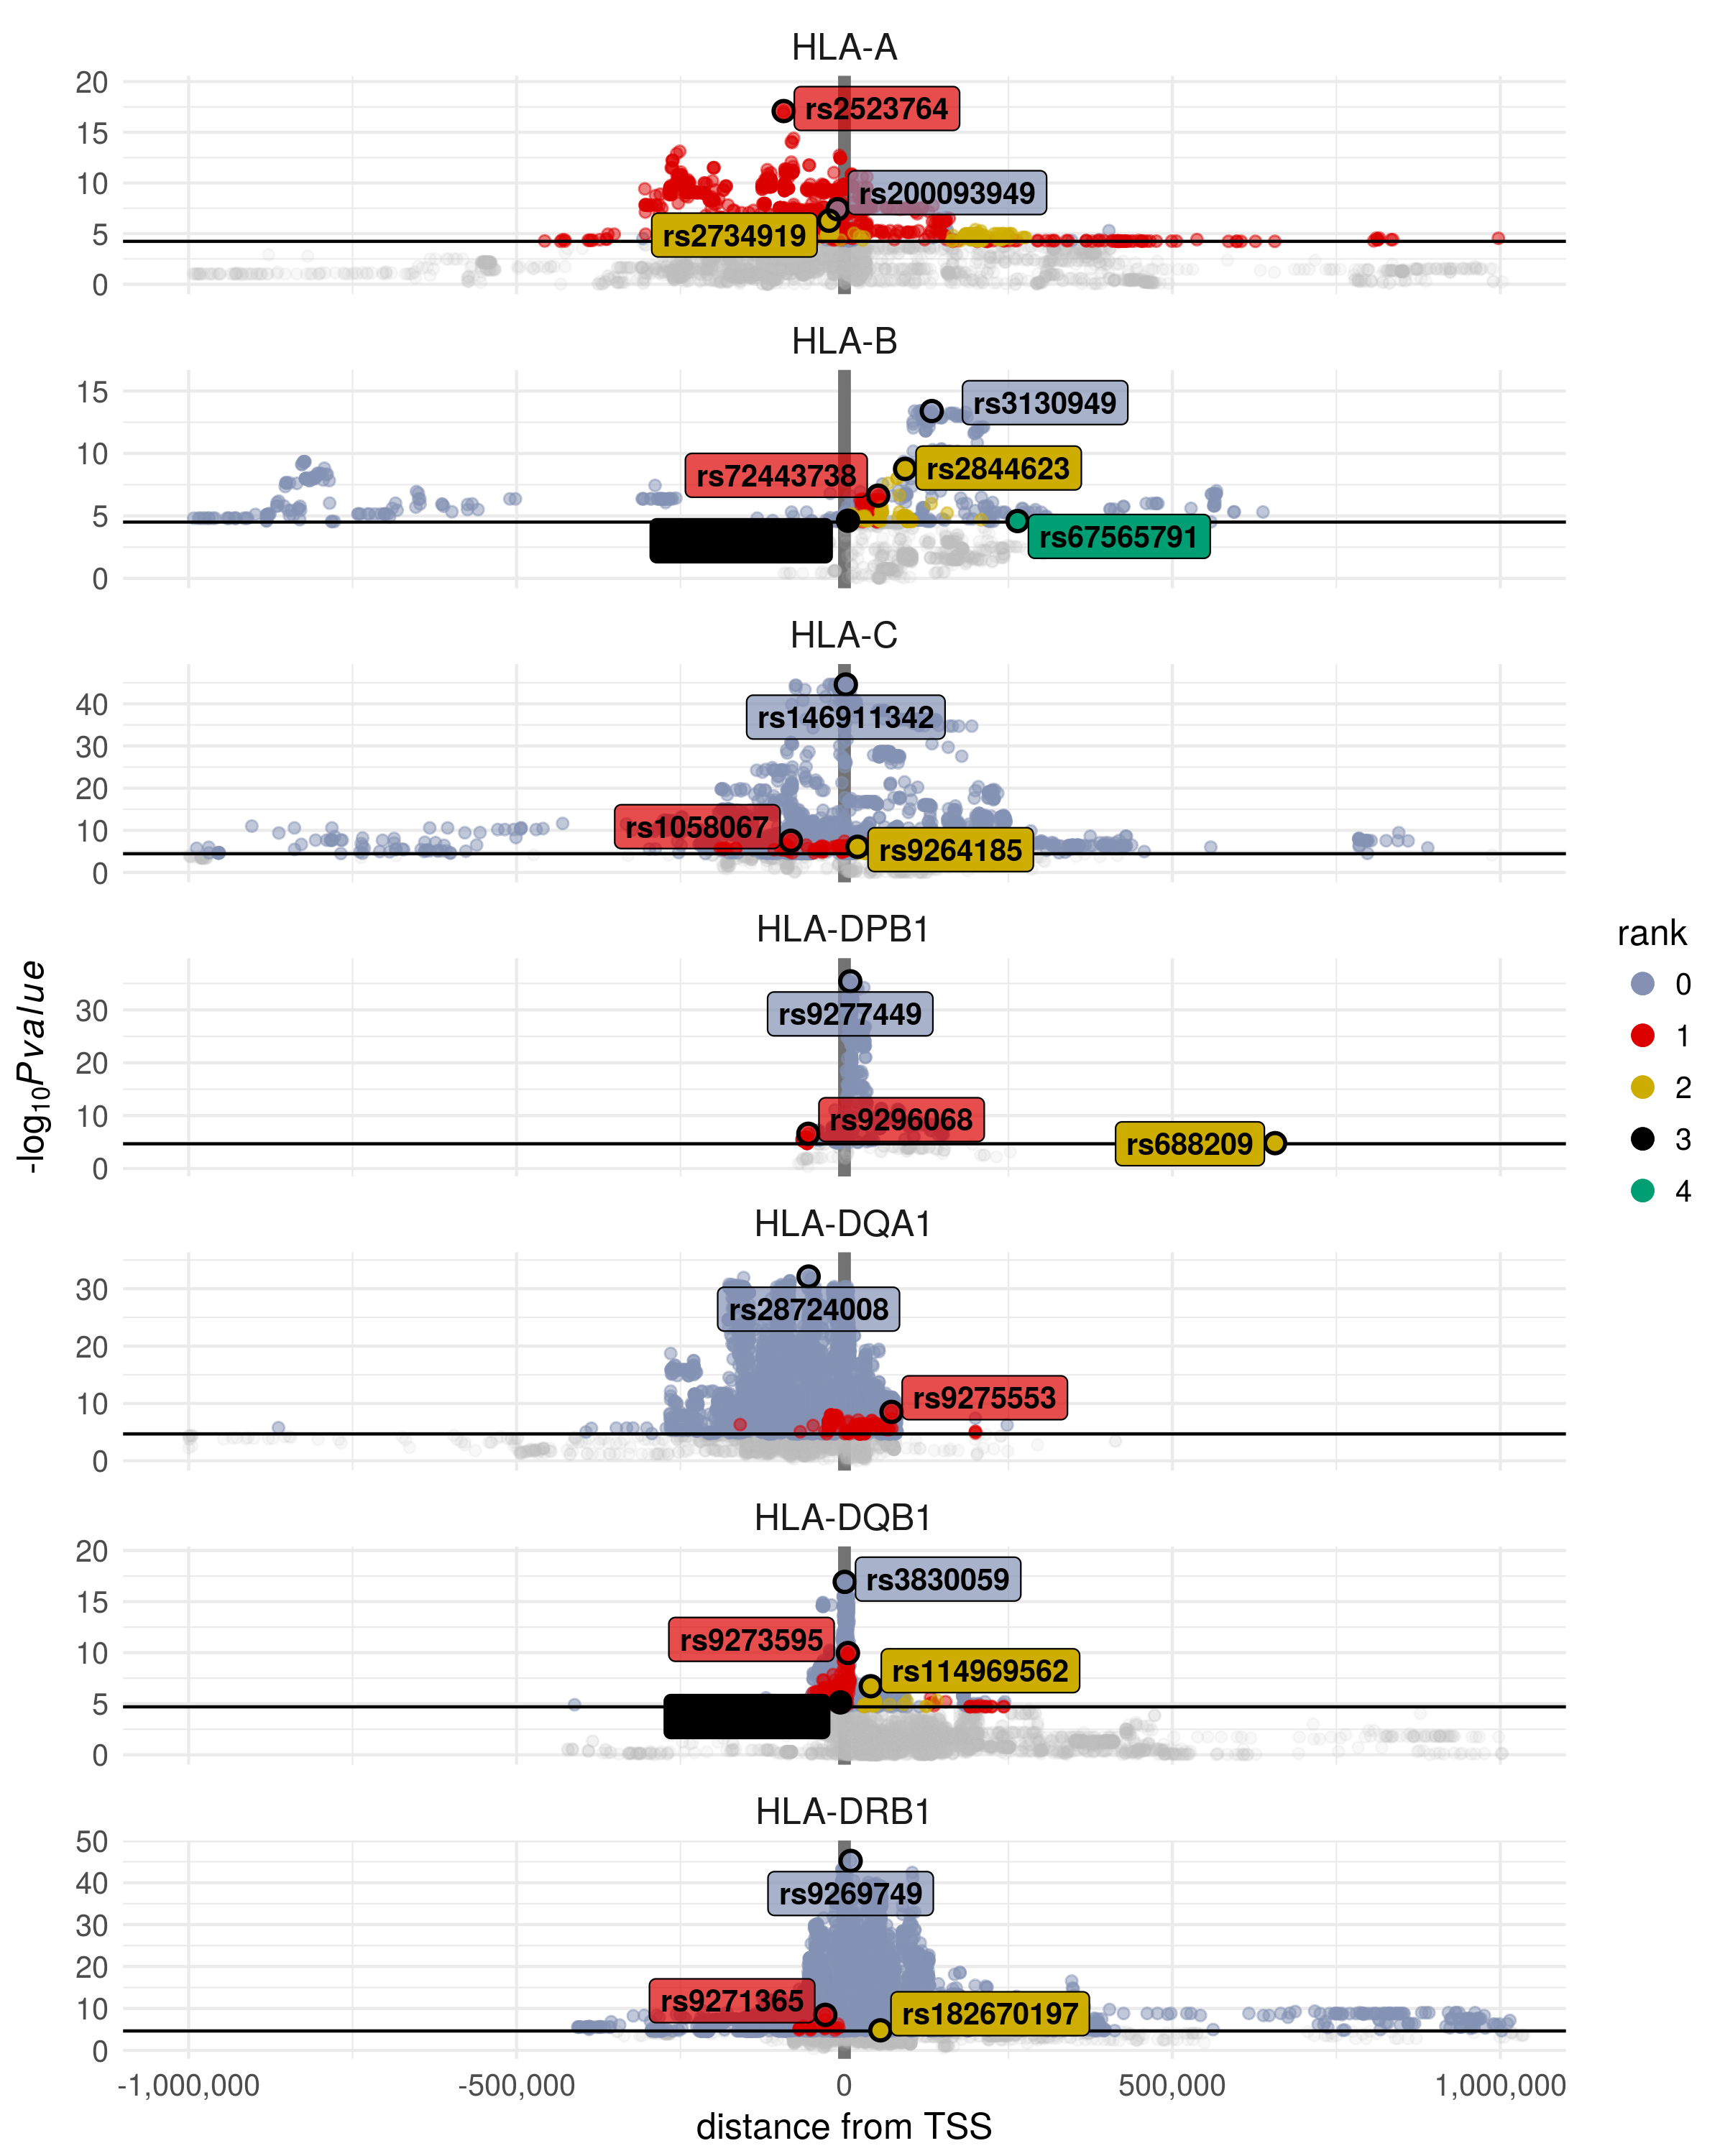 HLA-A
20
15
10
5
0
rs2523764
rs200093949
rs2734919
HLA-B
15
10
5
0
rs3130949
rs72443738
rs2844623
rs67565791
HLA-C
40
30
20
10
0
rs146911342
rs1058067
rs9264185
HLA-DPB1
30
20
10
0
rs9277449
rs9296068
rs688209
HLA-DQA1
30
20
10
0
rs28724008
rs9275553
HLA-DQB1
20
15
10
5
0
rs3830059
rs9273595
rs114969562
HLA-DRB1
50
40
30
20
10
0
rs9269749
rs9271365
rs182670197
-1,000,000 -500,000 0 500,000 1,000,000
distance from TSS
-log10Pvalue
rank
0
1
2
3
4